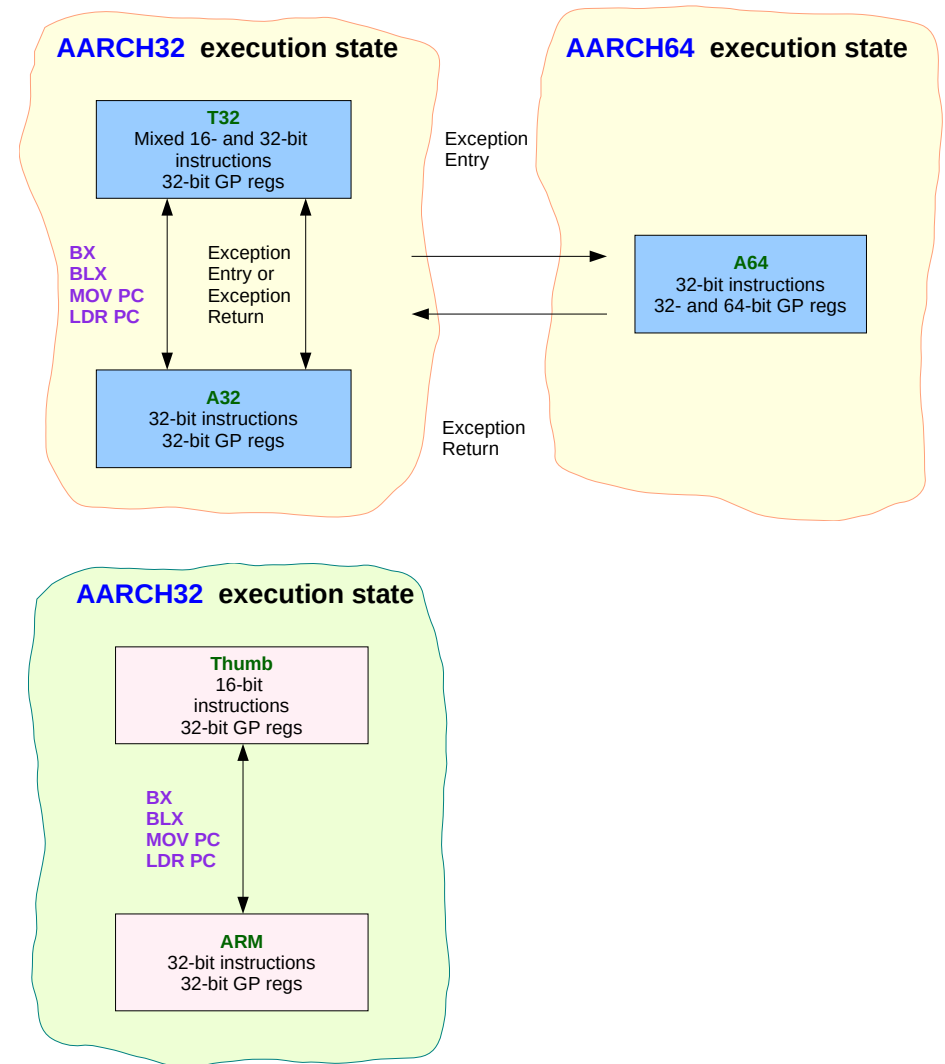 AARCH32 execution state
T32
Mixed 16- and 32-bit
instructions
32-bit GP regs
BX
BLX
MOV PC
LDR PC
Exception
Entry or
Exception
Return
A32
32-bit instructions
32-bit GP regs
Exception
Entry
Exception
Return
AARCH64 execution state
A64
32-bit instructions
32- and 64-bit GP regs
AARCH32 execution state
Thumb
16-bit
instructions
32-bit GP regs
BX
BLX
MOV PC
LDR PC
ARM
32-bit instructions
32-bit GP regs